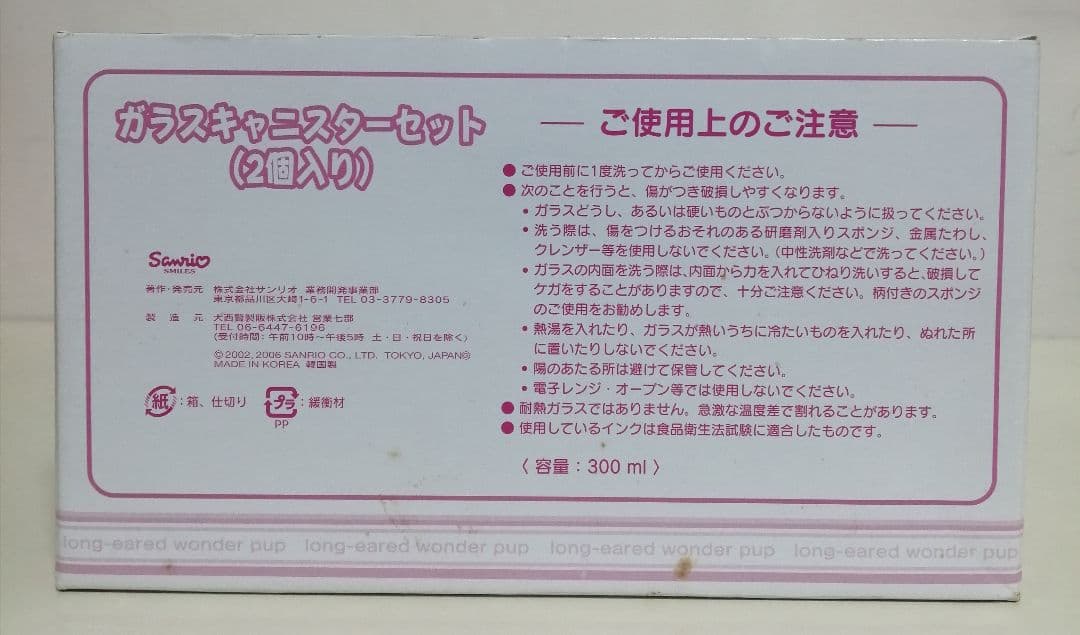 ガラスキャニスターセット
(2個入り)
Sanrio
SMILES
著作・発売元 株式会社サンリオ 業務開発事業部
東京都品川区大崎1-6-1 TEL 03-3779-8305
製造元 大西賢製販株式会社 営業七部
TEL 06-6447-6196
(受付時間:午前10時〜午後5時 土・日・祝日を除く)
©2002, 2006 SANRIO CO., LTD. TOKYO, JAPAN Ⓗ
MADE IN KOREA 韓国製
紙:箱、仕切り プラ:緩衝材
PP
ご使用上のご注意
●ご使用前に1度洗ってからご使用ください。
●次のことを行うと、傷がつき破損しやすくなります。
・ガラスどうし、あるいは硬いものとぶつからないように扱ってください。
・洗う際は、傷をつけるおそれのある研磨剤入りスポンジ、金属たわし、
クレンザー等を使用しないでください。(中性洗剤などで洗ってください。)
・ガラスの内面を洗う際は、内面から力を入れてひねり洗いすると、破損して
ケガをすることがありますので、十分ご注意ください。柄付きのスポンジ
のご使用をお勧めします。
・熱湯を入れたり、ガラスが熱いうちに冷たいものを入れたり、ぬれた所
に置いたりしないでください。
・陽のあたる所は避けて保管してください。
・電子レンジ・オーブン等では使用しないでください。
●耐熱ガラスではありません。急激な温度差で割れることがあります。
●使用しているインクは食品衛生法試験に適合したものです。
〈 容量:300 ml 〉
long-eared wonder pup long-eared wonder pup long-eared wonder pup long-eared wonder pup